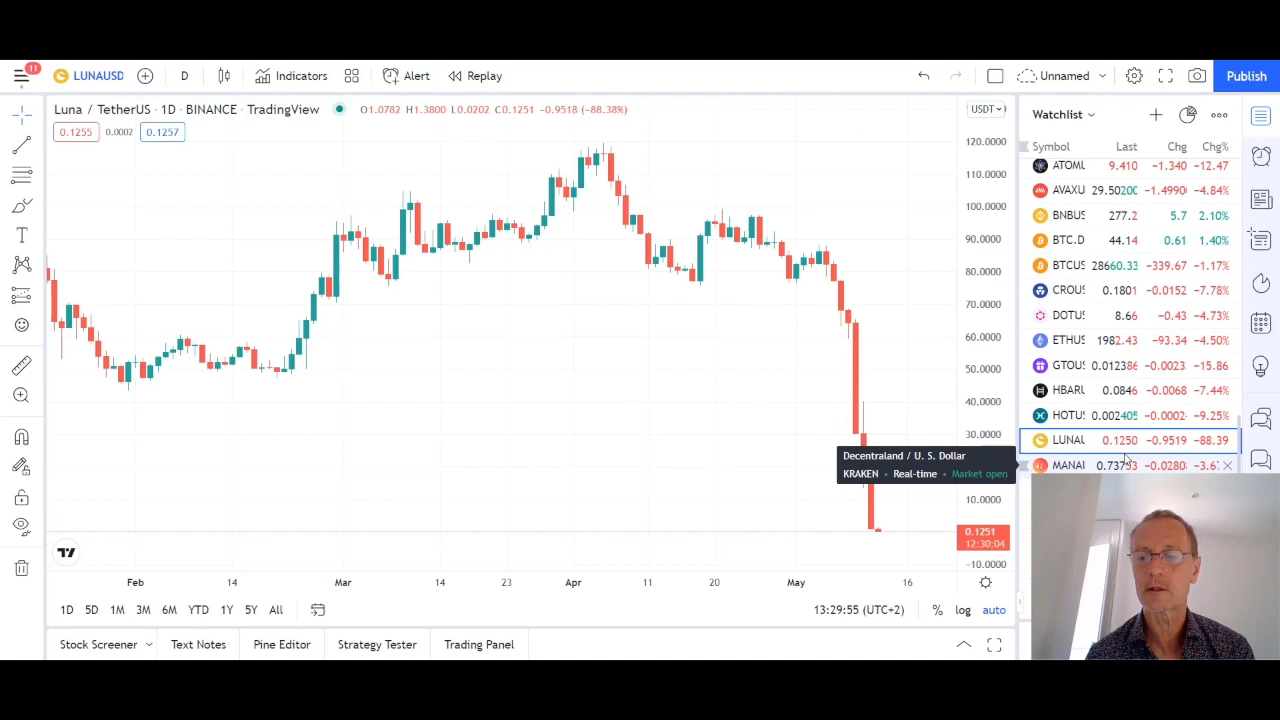 11
LUNAUSD
D
Indicators
Alert
Replay
Unnamed
Publish
Luna / TetherUS · 1D · BINANCE · TradingView
O1.0782 H1.3800 L0.0202 C0.1251 −0.9518 (−88.38%)
0.1255
0.0002
0.1257
USDT
120.0000
110.0000
100.0000
90.0000
80.0000
70.0000
60.0000
50.0000
40.0000
30.0000
10.0000
0.1251
12:30:04
−10.0000
Watchlist
Symbol Last Chg Chg%
ATOMU 9.410 −1.340 −12.47
AVAXU 29.50200 −1.4990 −4.84%
BNBUS 277.2 5.7 2.10%
BTC.D 44.14 0.61 1.40%
BTCUS 28660.33 −339.67 −1.17%
CROUS 0.1801 −0.0152 −7.78%
DOTUS 8.66 −0.43 −4.73%
ETHUS 1982.43 −93.34 −4.50%
GTOUS 0.012386 −0.0023 −15.86
HBARU 0.0846 −0.0068 −7.44%
HOTUS 0.002405 −0.0002 −9.25%
LUNAU 0.1250 −0.9519 −88.39
MANAU 0.73753 −0.0280 −3.6
Decentraland / U. S. Dollar
KRAKEN • Real-time • Market open
Feb 14 Mar 14 23 Apr 11 20 May 16
1D 5D 1M 3M 6M YTD 1Y 5Y All
13:29:55 (UTC+2)
% log auto
Stock Screener
Text Notes
Pine Editor
Strategy Tester
Trading Panel